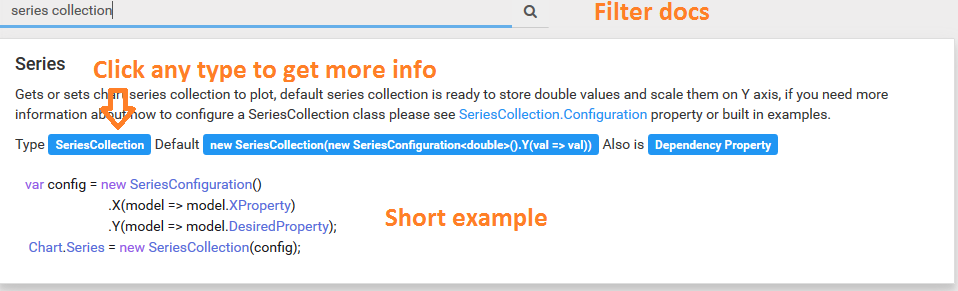 series collection
Filter docs
Series
Click any type to get more info
Gets or sets chart series collection to plot, default series collection is ready to store double values and scale them on Y axis, if you need more
information about how to configure a SeriesCollection class please see SeriesCollection.Configuration property or built in examples.
Type SeriesCollection Default new SeriesCollection(new SeriesConfiguration<double>().Y(val => val)) Also is Dependency Property
var config = new SeriesConfiguration()
.X(model => model.XProperty)
.Y(model => model.DesiredProperty);
Chart.Series = new SeriesCollection(config);
Short example